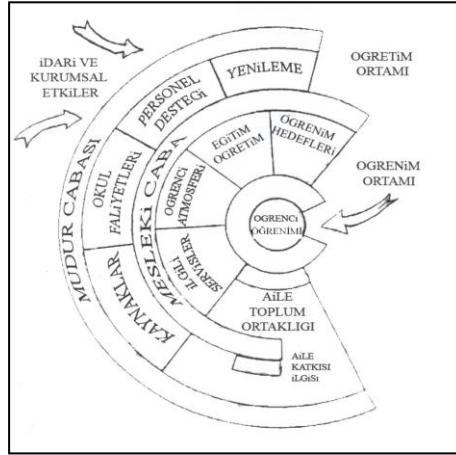 İDARİ VE
KURUMSAL
ETKİLER
OGRETİM
ORTAMI
OGRENİM
ORTAMI
MUDUR CABASI
YENİLEME
PERSONEL
DESTEGİ
OKUL
FALİYETLERİ
KAYNAKLAR
MESLEKİ CABA
OGRENİM
HEDEFLERİ
EGİTİM
OGRETİM
OGRENCİ
ATMOSFERİ
İLGİLİ
SERVİSLER
OGRENCİ
ÖĞRENİMİ
AİLE
TOPLUM
ORTAKLIGI
AİLE
KATKISI
İLGİSİ